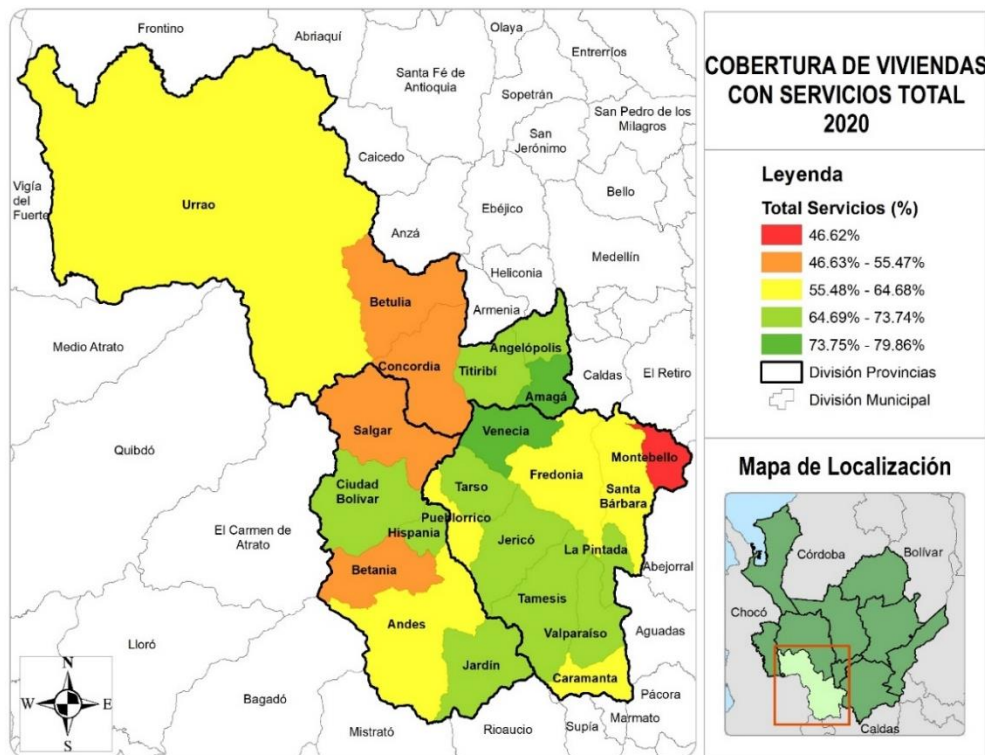 Frontino
Abriaquí
Olaya
Entrerríos
Santa Fé de
Antioquia
Sopetrán
San Pedro de los
Milagros
San
Jerónimo
Caicedo
Bello
Vigía
del
Fuerte
Urrao
Ebéjico
Anzá
Medellín
Heliconia
Betulia
Armenia
Medio Atrato
Angelópolis
Concordia
Titiribí
Caldas
El Retiro
Amagá
Salgar
Venecia
Quibdó
Montebello
Fredonia
Ciudad
Bolívar
Tarso
Santa
Bárbara
Pueblorrico
Hispania
El Carmen de
Atrato
Jericó
La Pintada
Betania
Abejorral
Andes
Tamesis
Lloró
Valparaíso
Aguadas
Jardín
Caramanta
Bagadó
Pácora
Marmato
Mistrató
Riosucio
Supía
N
W
E
S
COBERTURA DE VIVIENDAS
CON SERVICIOS TOTAL
2020
Leyenda
Total Servicios (%)
46.62%
46.63% - 55.47%
55.48% - 64.68%
64.69% - 73.74%
73.75% - 79.86%
División Provincias
División Municipal
Mapa de Localización
Córdoba
Bolívar
Chocó
Caldas